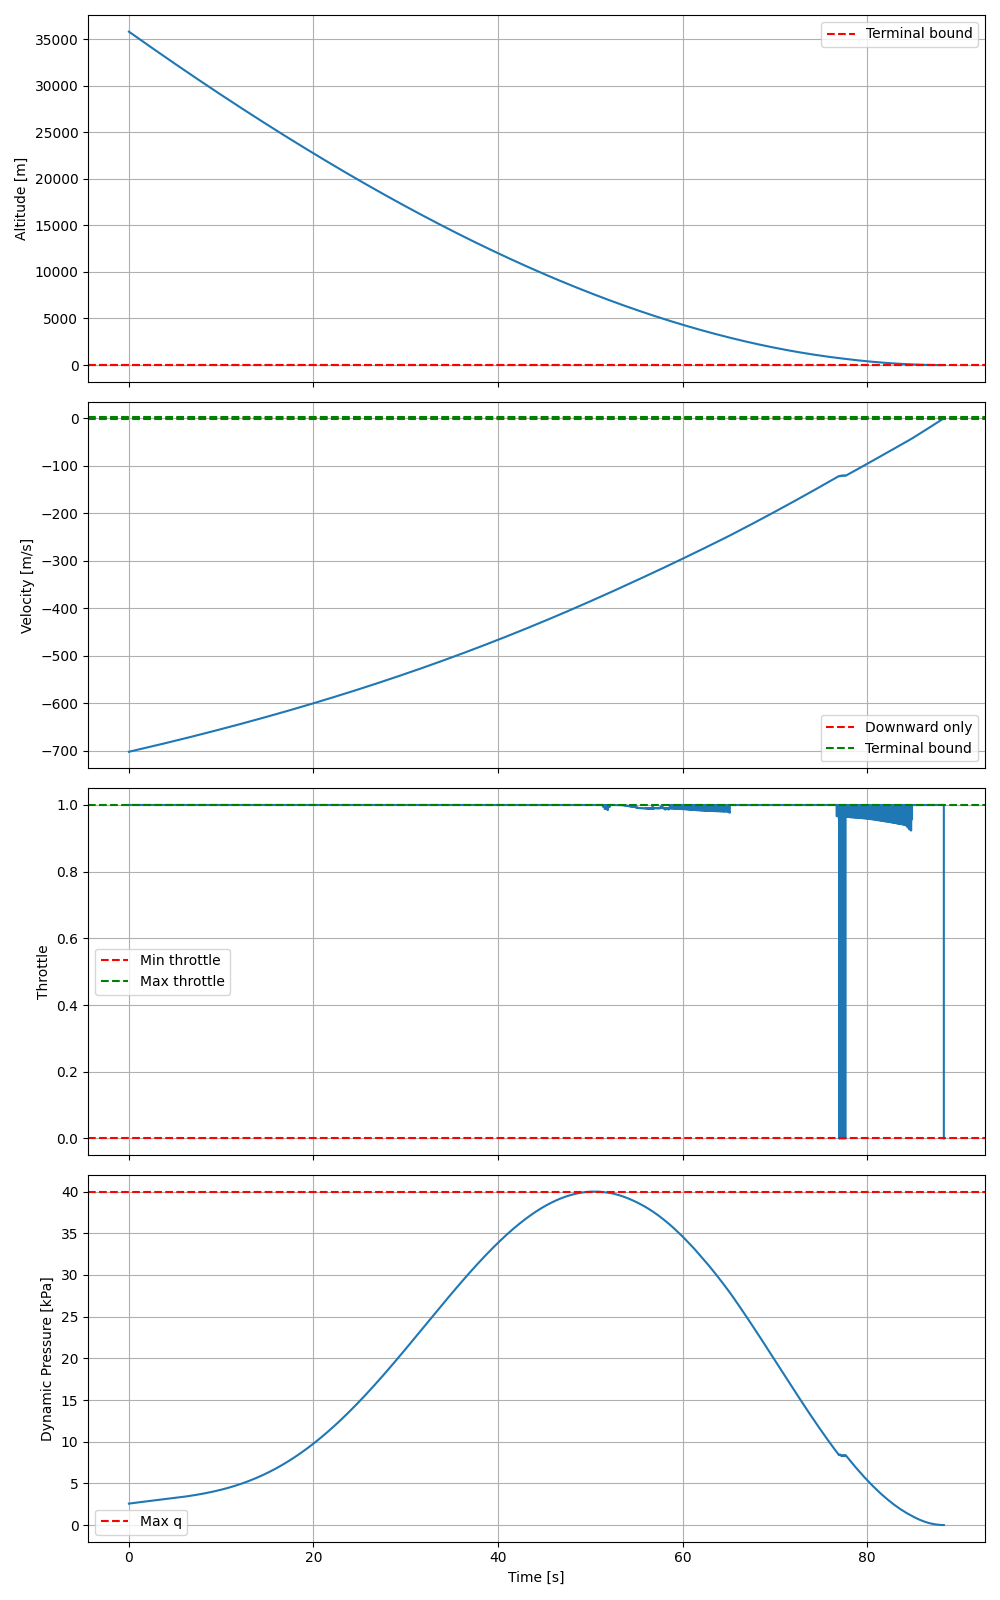 Altitude [m]
35000
30000
25000
20000
15000
10000
5000
0
Terminal bound
Velocity [m/s]
0
−100
−200
−300
−400
−500
−600
−700
Downward only
Terminal bound
Throttle
1.0
0.8
0.6
0.4
0.2
0.0
Min throttle
Max throttle
Dynamic Pressure [kPa]
40
35
30
25
20
15
10
5
0
Max q
0 20 40 60 80
Time [s]